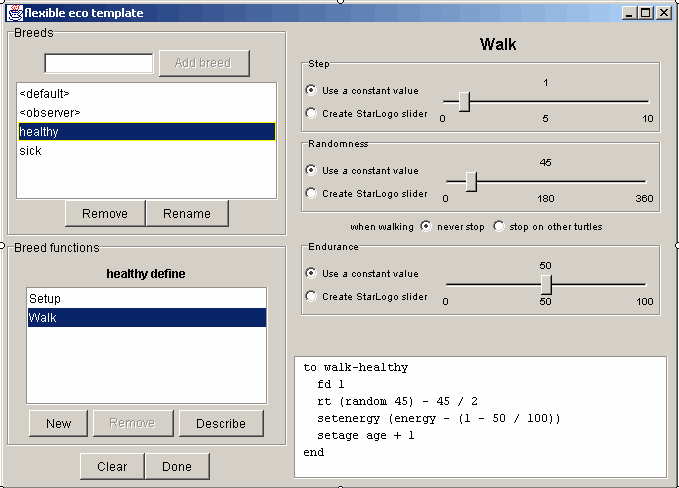 flexible eco template
Breeds
Add breed
<default>
<observer>
healthy
sick
Remove Rename
Breed functions
healthy define
Setup
Walk
New Remove Describe
Clear Done
Walk
Step
Use a constant value
Create StarLogo slider
1
0 5 10
Randomness
Use a constant value
Create StarLogo slider
45
0 180 360
when walking never stop stop on other turtles
Endurance
Use a constant value
Create StarLogo slider
50
0 50 100
to walk-healthy
fd 1
rt (random 45) - 45 / 2
setenergy (energy - (1 - 50 / 100))
setage age + 1
end